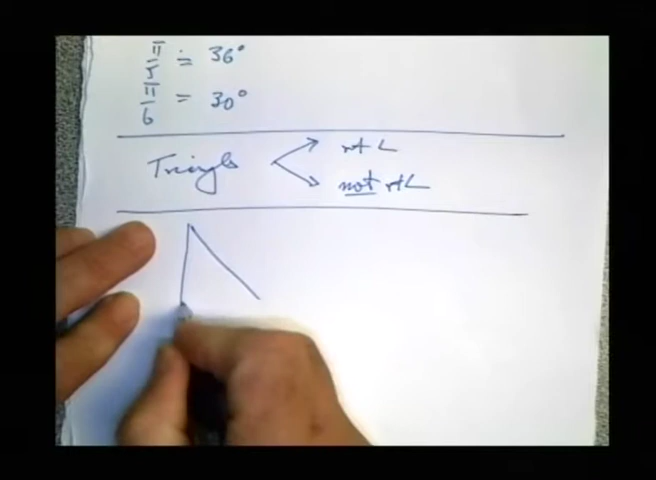 π/5 = 36°
π/6 = 30°
Triangle
rt ∠
not rt ∠